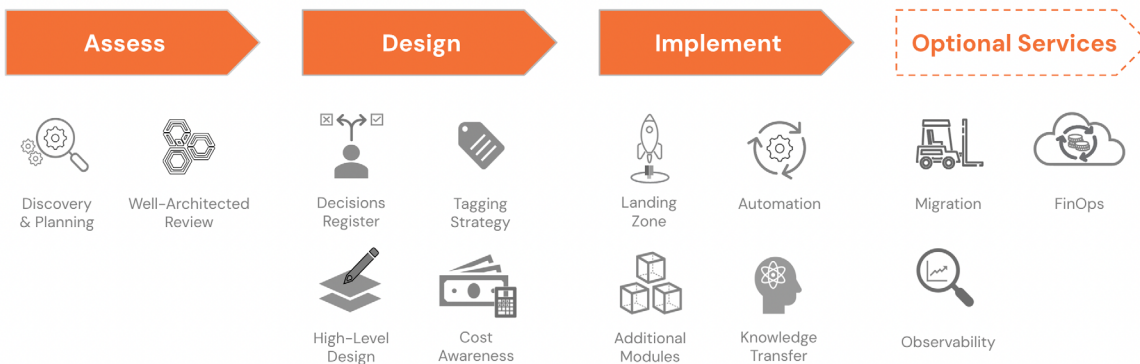 Assess
Design
Implement
Optional Services
Discovery
& Planning
Well-Architected
Review
Decisions
Register
Tagging
Strategy
Landing
Zone
Automation
Migration
FinOps
High-Level
Design
Cost
Awareness
Additional
Modules
Knowledge
Transfer
Observability